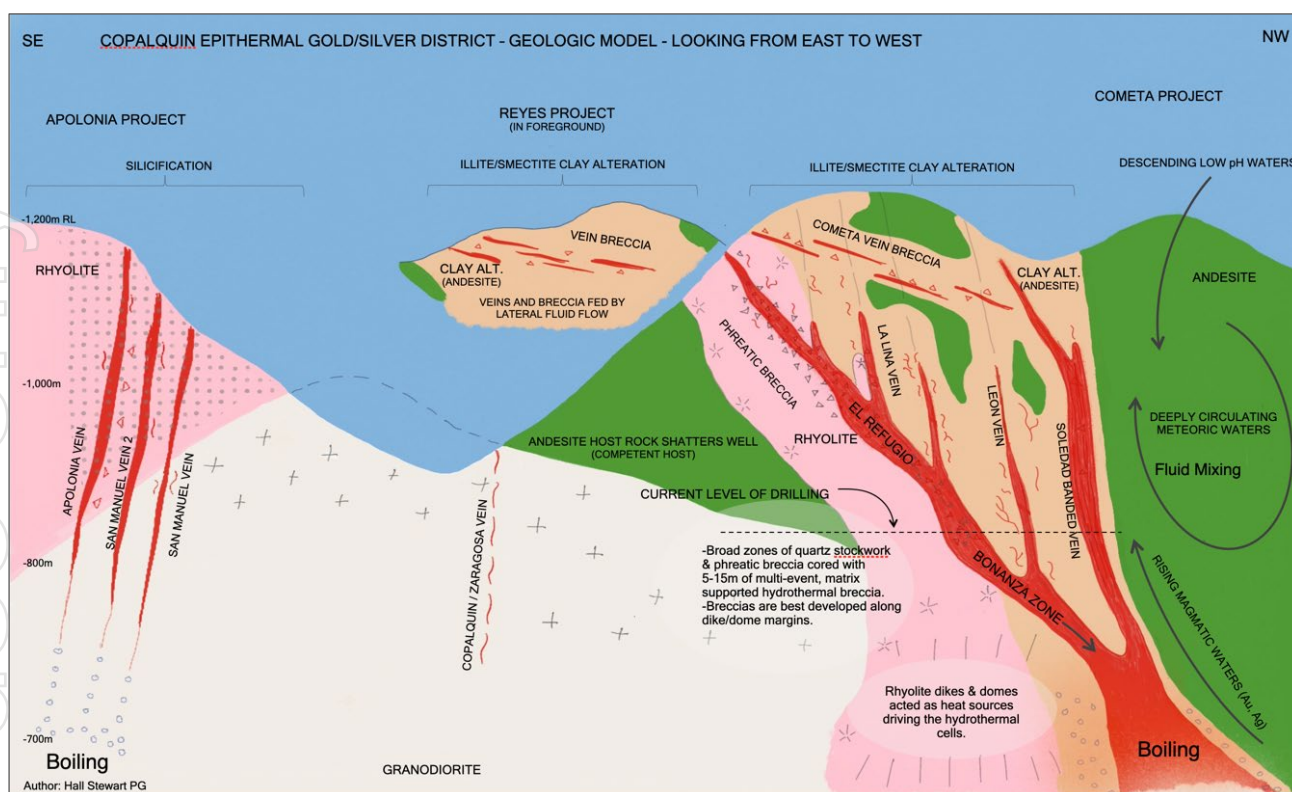 SE
COPALQUIN EPITHERMAL GOLD/SILVER DISTRICT - GEOLOGIC MODEL - LOOKING FROM EAST TO WEST
NW
APOLONIA PROJECT
REYES PROJECT
(IN FOREGROUND)
COMETA PROJECT
SILICIFICATION
ILLITE/SMECTITE CLAY ALTERATION
ILLITE/SMECTITE CLAY ALTERATION
DESCENDING LOW pH WATERS
-1,200m RL
RHYOLITE
VEIN BRECCIA
CLAY ALT.
(ANDESITE)
VEINS AND BRECCIA FED BY
LATERAL FLUID FLOW
COMETA VEIN BRECCIA
CLAY ALT.
(ANDESITE)
ANDESITE
-1,000m
PHREATIC BRECCIA
LA LINA VEIN
EL REFUGIO
RHYOLITE
LEON VEIN
SOLEDAD BANDED VEIN
DEEPLY CIRCULATING
METEORIC WATERS
Fluid Mixing
APOLONIA VEIN
SAN MANUEL VEIN 2
SAN MANUEL VEIN
ANDESITE HOST ROCK SHATTERS WELL
(COMPETENT HOST)
CURRENT LEVEL OF DRILLING
-800m
COPALQUIN / ZARAGOSA VEIN
-Broad zones of quartz stockwork
& phreatic breccia cored with
5-15m of multi-event, matrix
supported hydrothermal breccia.
-Breccias are best developed along
dike/dome margins.
BONANZA ZONE
RISING MAGMATIC WATERS (Au, Ag)
Rhyolite dikes & domes
acted as heat sources
driving the hydrothermal
cells.
-700m
Boiling
Boiling
GRANODIORITE
Author: Hall Stewart PG